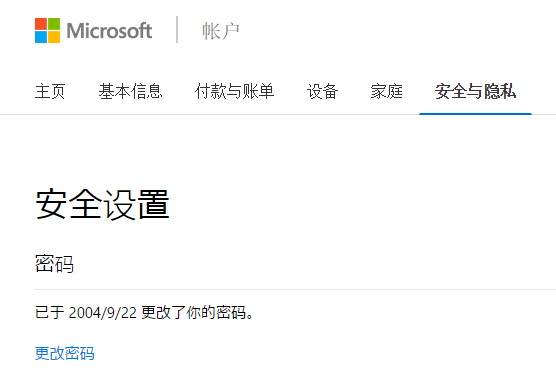 Microsoft 帐户
主页 基本信息 付款与账单 设备 家庭 安全与隐私
安全设置
密码
已于 2004/9/22 更改了你的密码。
更改密码